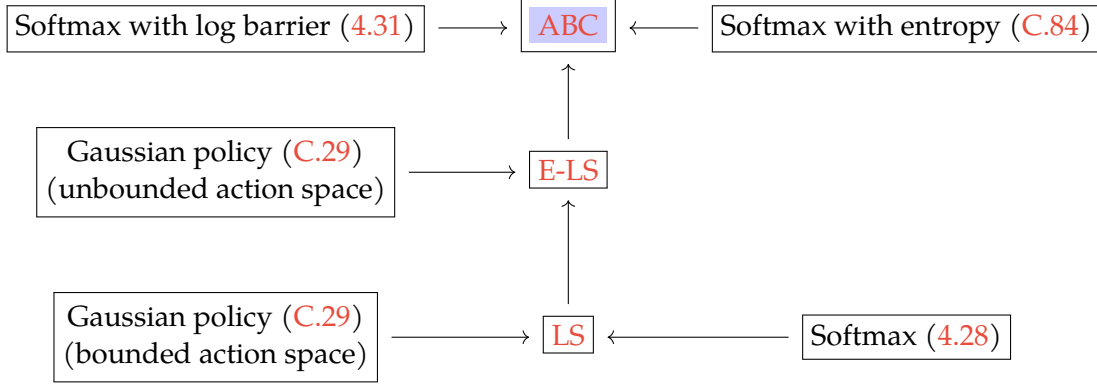 Softmax with log barrier (4.31)
ABC
Softmax with entropy (C.84)
Gaussian policy (C.29)
(unbounded action space)
E-LS
Gaussian policy (C.29)
(bounded action space)
LS
Softmax (4.28)